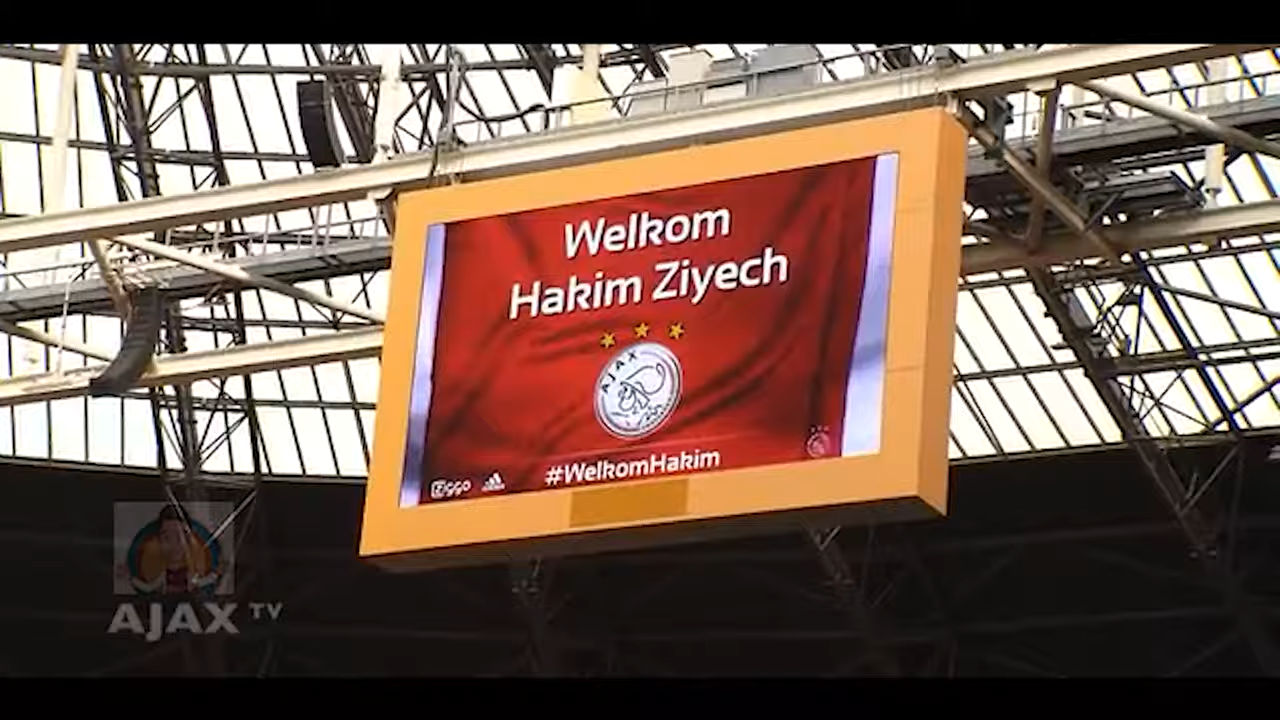 Welkom
Hakim Ziyech
AJAX
#WelkomHakim
Ziggo
AJAX TV